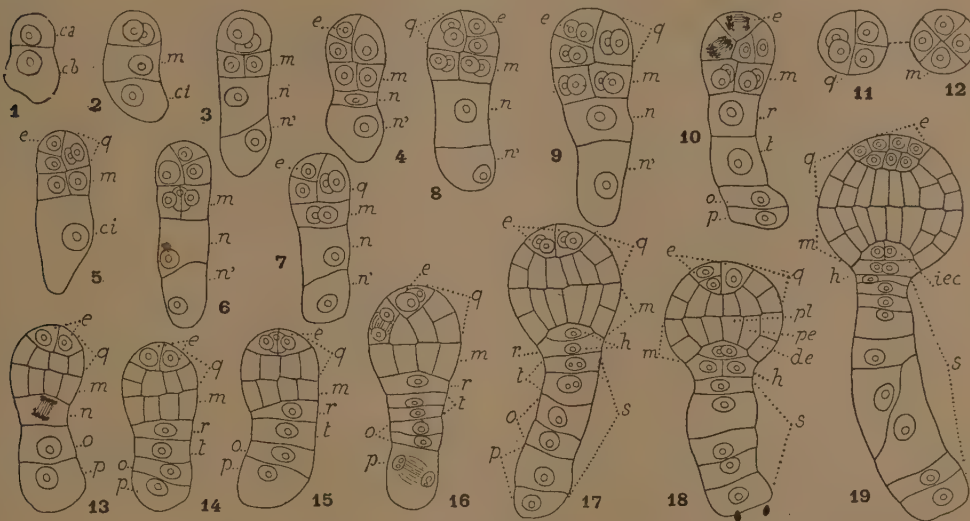 ca
cb
1
m
ci
2
m
n
n'
3
e
m
n
n'
4
q e
m
n
n'
8
e q
m
n
n'
9
e
m
r
t
o
p
10
q
11
m
12
e q
m
ci
5
m
n
n'
6
e
q
m
n
n'
7
e
q
m
n
o
p
13
e
q
m
r
t
o
p
14
e
q
m
r
t
o
p
15
e
q
m
r
t
o
p
16
e
q
m
h
r
t
o
p
s
17
e
q
pl
pe
de
m
h
s
18
e
q
m
h
iec
s
19